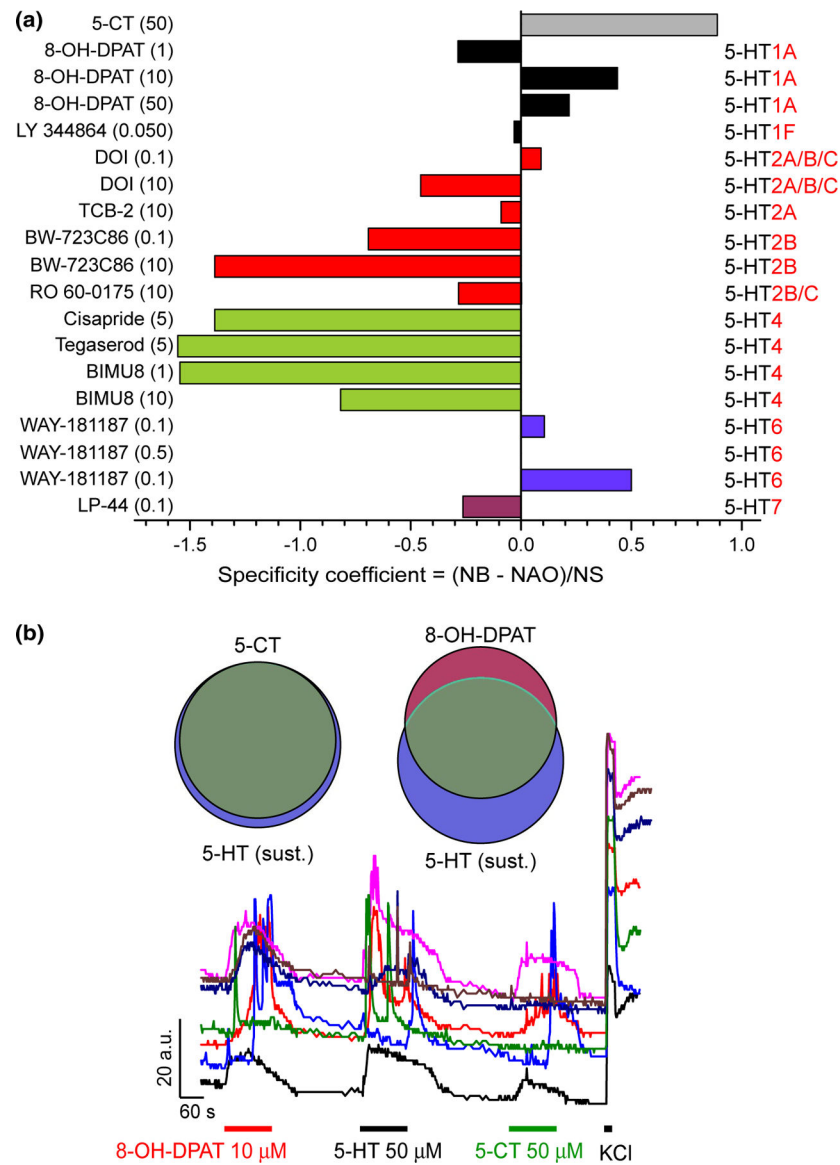 (a)
5-CT (50)
8-OH-DPAT (1) 5-HT1A
8-OH-DPAT (10) 5-HT1A
8-OH-DPAT (50) 5-HT1A
LY 344864 (0.050) 5-HT1F
DOI (0.1) 5-HT2A/B/C
DOI (10) 5-HT2A/B/C
TCB-2 (10) 5-HT2A
BW-723C86 (0.1) 5-HT2B
BW-723C86 (10) 5-HT2B
RO 60-0175 (10) 5-HT2B/C
Cisapride (5) 5-HT4
Tegaserod (5) 5-HT4
BIMU8 (1) 5-HT4
BIMU8 (10) 5-HT4
WAY-181187 (0.1) 5-HT6
WAY-181187 (0.5) 5-HT6
WAY-181187 (0.1) 5-HT6
LP-44 (0.1) 5-HT7
-1.5 -1.0 -0.5 0.0 0.5 1.0
Specificity coefficient = (NB - NAO)/NS
(b)
5-CT 8-OH-DPAT
5-HT (sust.) 5-HT (sust.)
20 a.u.
60 s
8-OH-DPAT 10 µM 5-HT 50 µM 5-CT 50 µM KCl